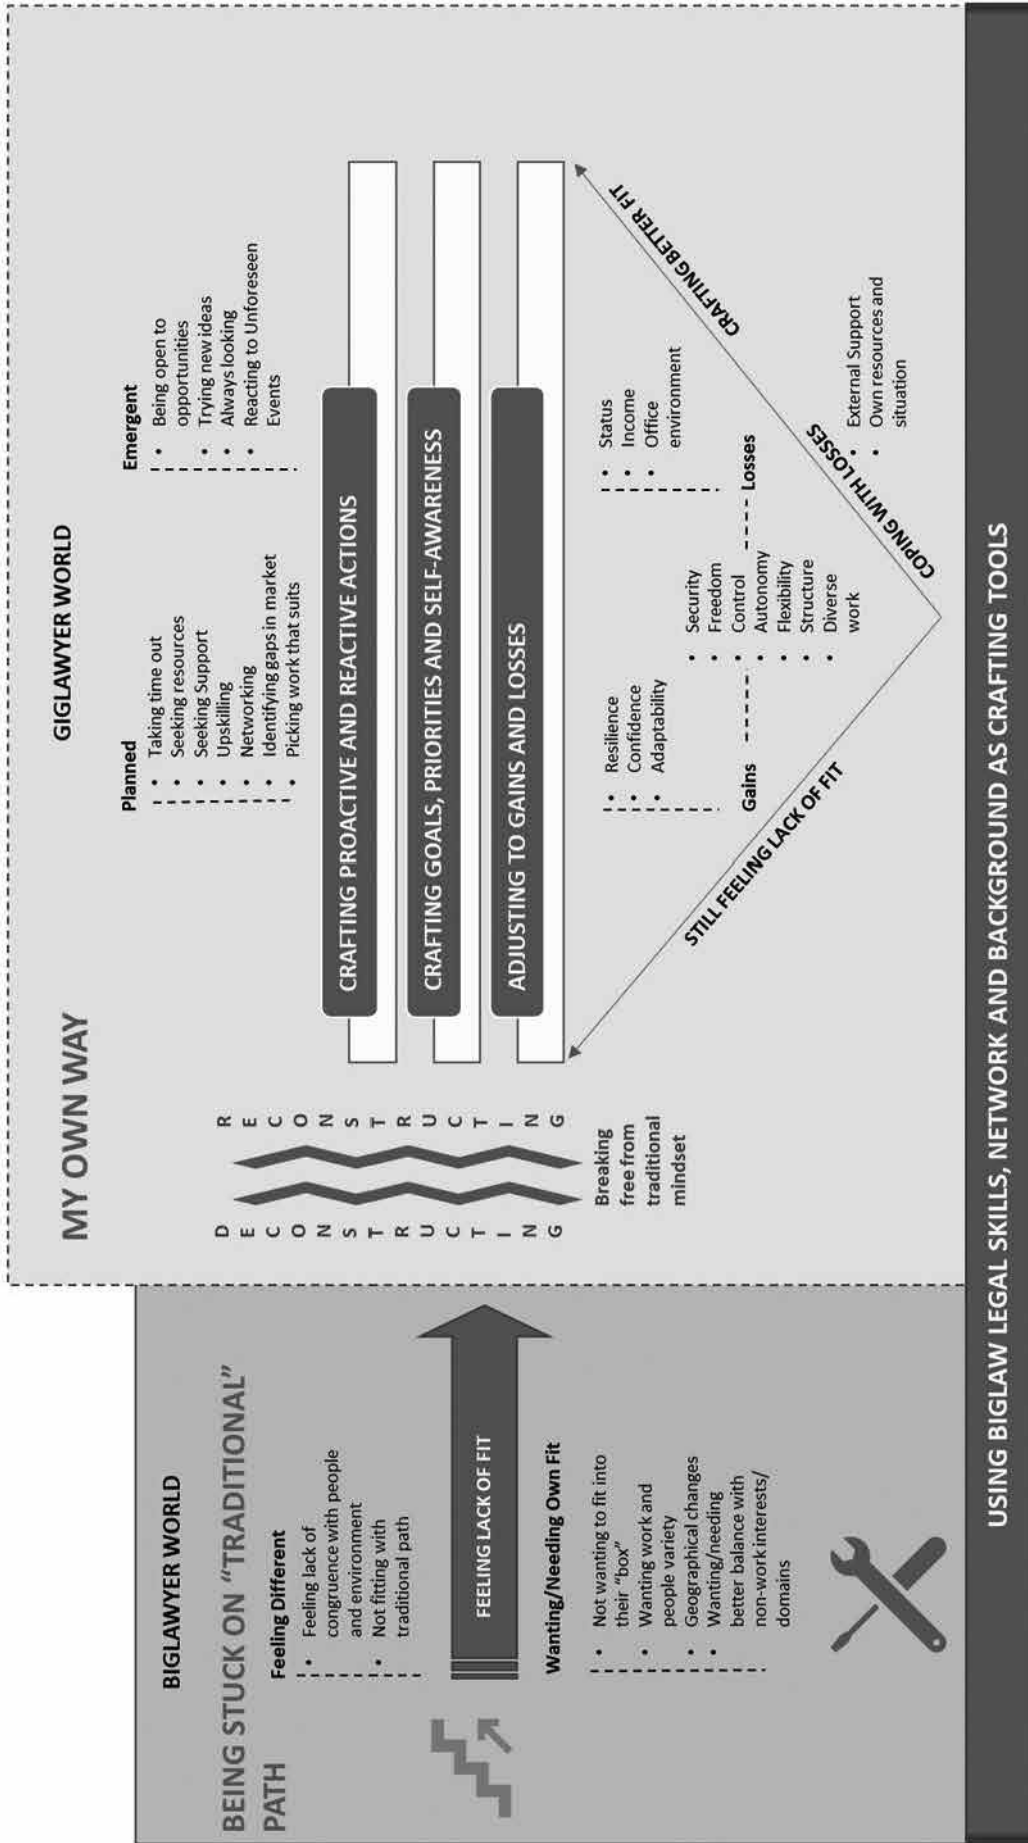 BIGLAWYER WORLD
BEING STUCK ON "TRADITIONAL"
PATH
Feeling Different
• Feeling lack of
congruence with people
and environment
• Not fitting with
traditional path
FEELING LACK OF FIT
Wanting/Needing Own Fit
• Not wanting to fit into
their "box"
• Wanting work and
people variety
• Geographical changes
• Wanting/needing
better balance with
non-work interests/
domains
MY OWN WAY
GIGLAWYER WORLD
DECONSTRUCTING
RECONSTRUCTING
Breaking
free from
traditional
mindset
Planned
• Taking time out
• Seeking resources
• Seeking Support
• Upskilling
• Networking
• Identifying gaps in market
• Picking work that suits
Emergent
• Being open to
opportunities
• Trying new ideas
• Always looking
• Reacting to Unforeseen
Events
CRAFTING PROACTIVE AND REACTIVE ACTIONS
CRAFTING GOALS, PRIORITIES AND SELF-AWARENESS
ADJUSTING TO GAINS AND LOSSES
• Resilience
• Confidence
• Adaptability
Gains
• Security
• Freedom
• Control
• Autonomy
• Flexibility
• Structure
• Diverse
work
• Status
• Income
• Office
environment
Losses
STILL FEELING LACK OF FIT
COPING WITH LOSSES
CRAFTING BETTER FIT
• External Support
• Own resources and
situation
USING BIGLAW LEGAL SKILLS, NETWORK AND BACKGROUND AS CRAFTING TOOLS